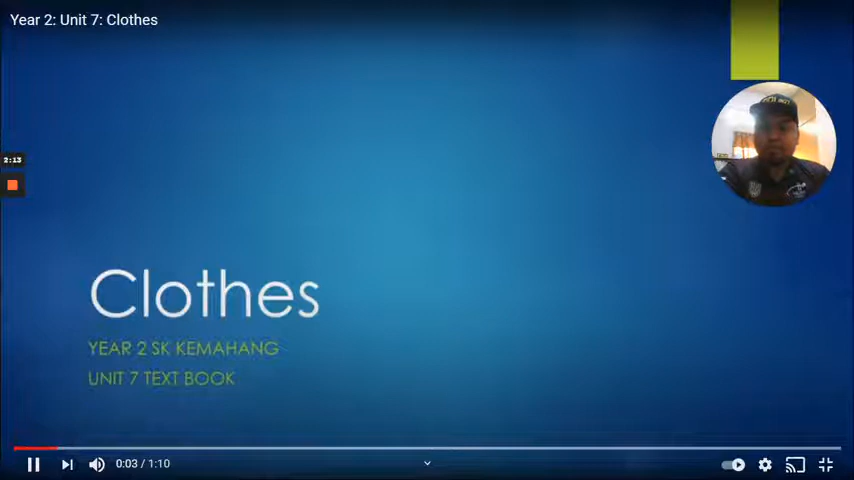 Year 2: Unit 7: Clothes
2:13
Clothes
YEAR 2 SK KEMAHANG
UNIT 7 TEXT BOOK
0:03 / 1:10